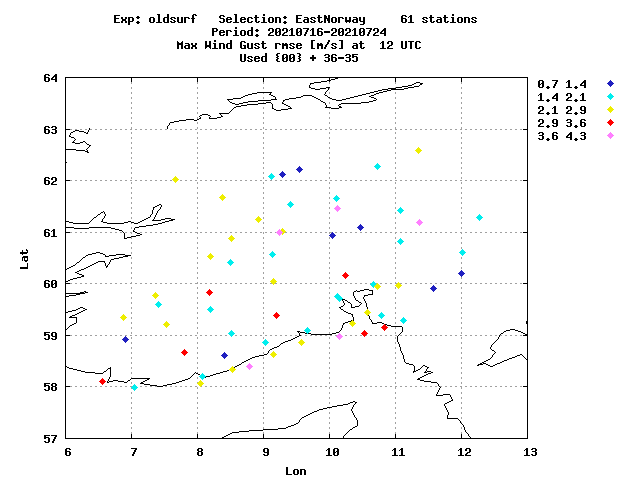 Exp: oldsurf   Selection: EastNorway     61 stations
Period: 20210716-20210724
Max Wind Gust rmse [m/s] at  12 UTC
Used {00} + 36-35
0.7 1.4
1.4 2.1
2.1 2.9
2.9 3.6
3.6 4.3
64
63
62
61
60
59
58
57
Lat
6 7 8 9 10 11 12 13
Lon